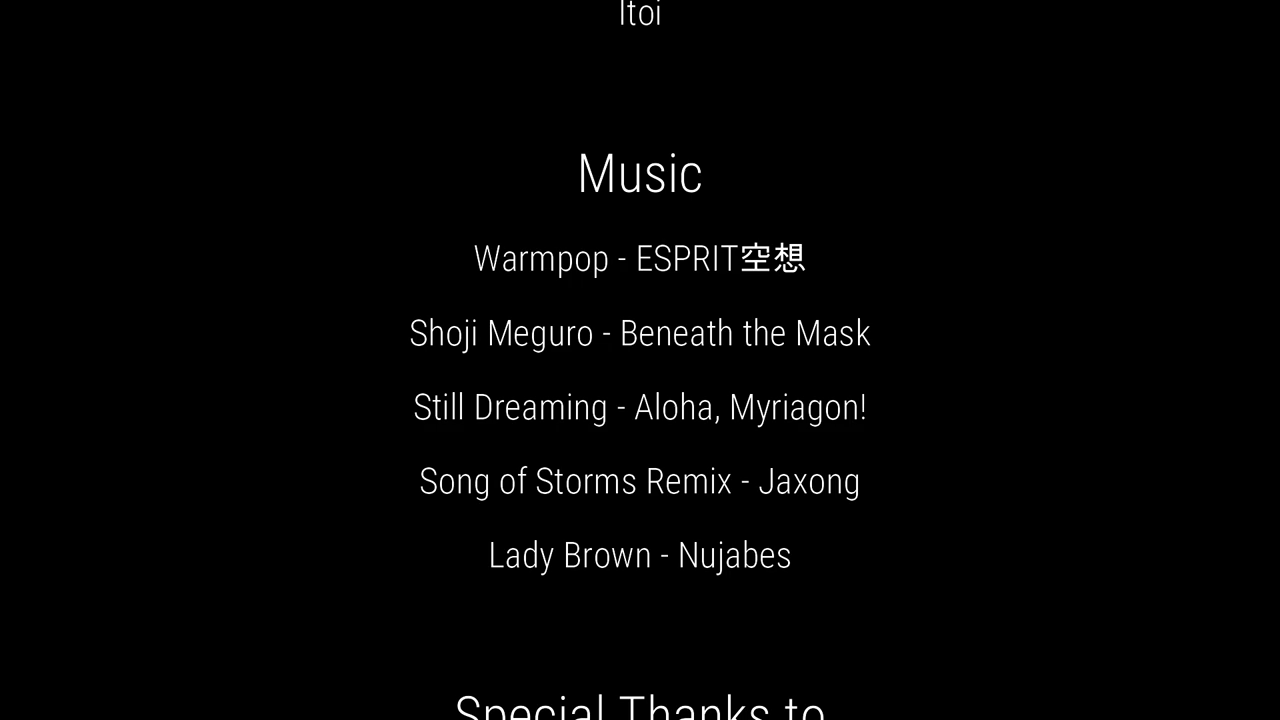 Itoi
Music
Warmpop - ESPRIT空想
Shoji Meguro - Beneath the Mask
Still Dreaming - Aloha, Myriagon!
Song of Storms Remix - Jaxong
Lady Brown - Nujabes
Special Thanks to